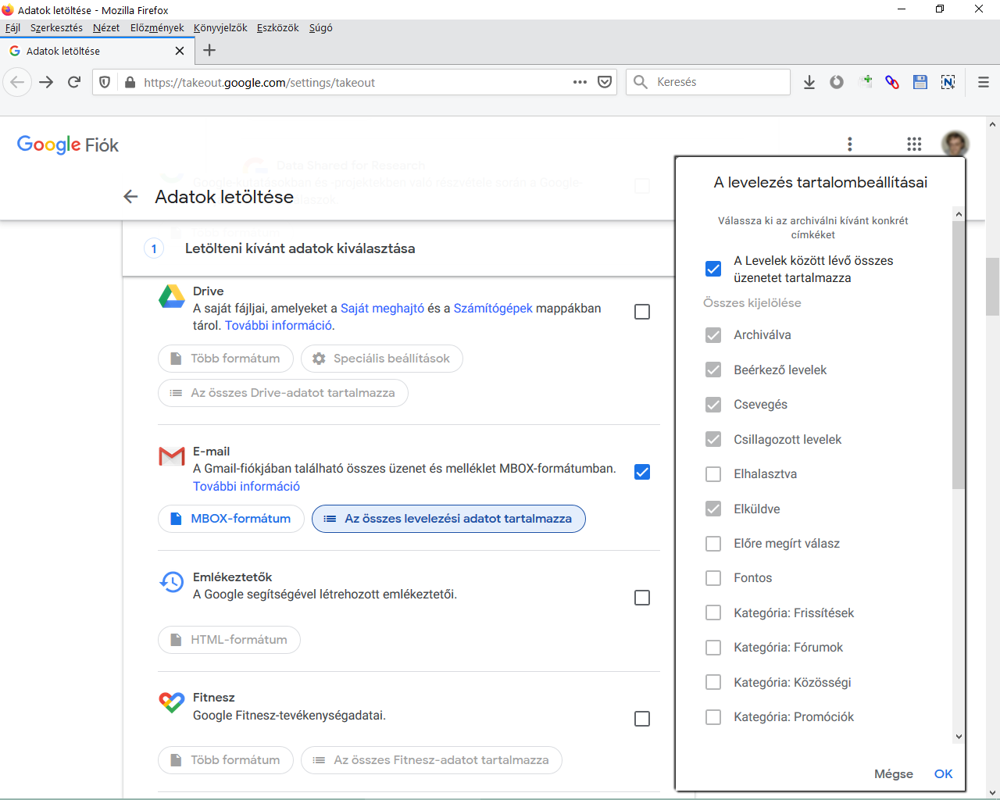 Adatok letöltése - Mozilla Firefox
Fájl Szerkesztés Nézet Előzmények Könyvjelzők Eszközök Súgó
Adatok letöltése
https://takeout.google.com/settings/takeout
Keresés
Google Fiók
Data Shared for Research
Google-kutatásokban és -projektekben való részvétele során a Google-
Adatok letöltése
1 Letölteni kívánt adatok kiválasztása
Drive
A saját fájljai, amelyeket a Saját meghajtó és a Számítógépek mappákban
tárol. További információ.
Több formátum
Speciális beállítások
Az összes Drive-adatot tartalmazza
E-mail
A Gmail-fiókjában található összes üzenet és melléklet MBOX-formátumban.
További információ
MBOX-formátum
Az összes levelezési adatot tartalmazza
Emlékeztetők
A Google segítségével létrehozott emlékeztetői.
HTML-formátum
Fitnesz
Google Fitnesz-tevékenységadatai.
Több formátum
Az összes Fitnesz-adatot tartalmazza
A levelezés tartalombeállításai
Válassza ki az archiválni kívánt konkrét
címkéket
A Levelek között lévő összes
üzenetet tartalmazza
Összes kijelölése
Archiválva
Beérkező levelek
Csevegés
Csillagozott levelek
Elhalasztva
Elküldve
Előre megírt válasz
Fontos
Kategória: Frissítések
Kategória: Fórumok
Kategória: Közösségi
Kategória: Promóciók
Mégse OK